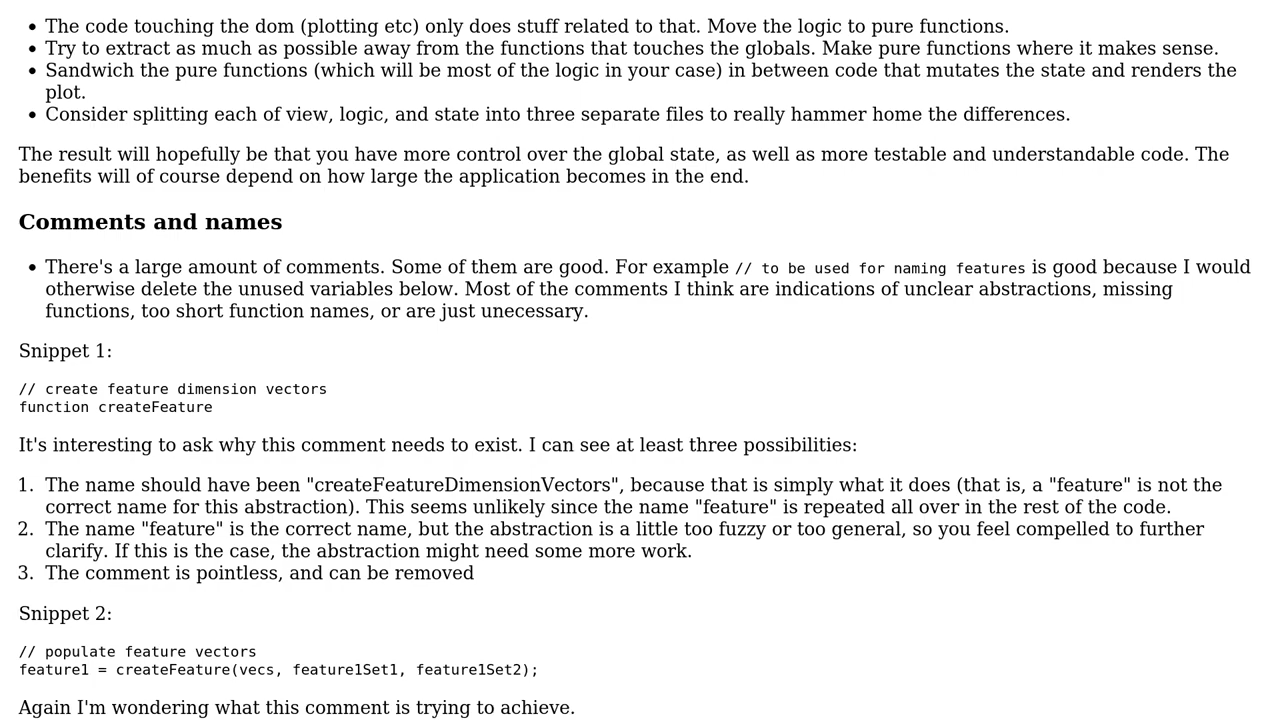 • The code touching the dom (plotting etc) only does stuff related to that. Move the logic to pure functions.
• Try to extract as much as possible away from the functions that touches the globals. Make pure functions where it makes sense.
• Sandwich the pure functions (which will be most of the logic in your case) in between code that mutates the state and renders the
plot.
• Consider splitting each of view, logic, and state into three separate files to really hammer home the differences.
The result will hopefully be that you have more control over the global state, as well as more testable and understandable code. The
benefits will of course depend on how large the application becomes in the end.
Comments and names
• There's a large amount of comments. Some of them are good. For example // to be used for naming features is good because I would
otherwise delete the unused variables below. Most of the comments I think are indications of unclear abstractions, missing
functions, too short function names, or are just unecessary.
Snippet 1:
// create feature dimension vectors
function createFeature
It's interesting to ask why this comment needs to exist. I can see at least three possibilities:
1. The name should have been "createFeatureDimensionVectors", because that is simply what it does (that is, a "feature" is not the
correct name for this abstraction). This seems unlikely since the name "feature" is repeated all over in the rest of the code.
2. The name "feature" is the correct name, but the abstraction is a little too fuzzy or too general, so you feel compelled to further
clarify. If this is the case, the abstraction might need some more work.
3. The comment is pointless, and can be removed
Snippet 2:
// populate feature vectors
feature1 = createFeature(vecs, feature1Set1, feature1Set2);
Again I'm wondering what this comment is trying to achieve.